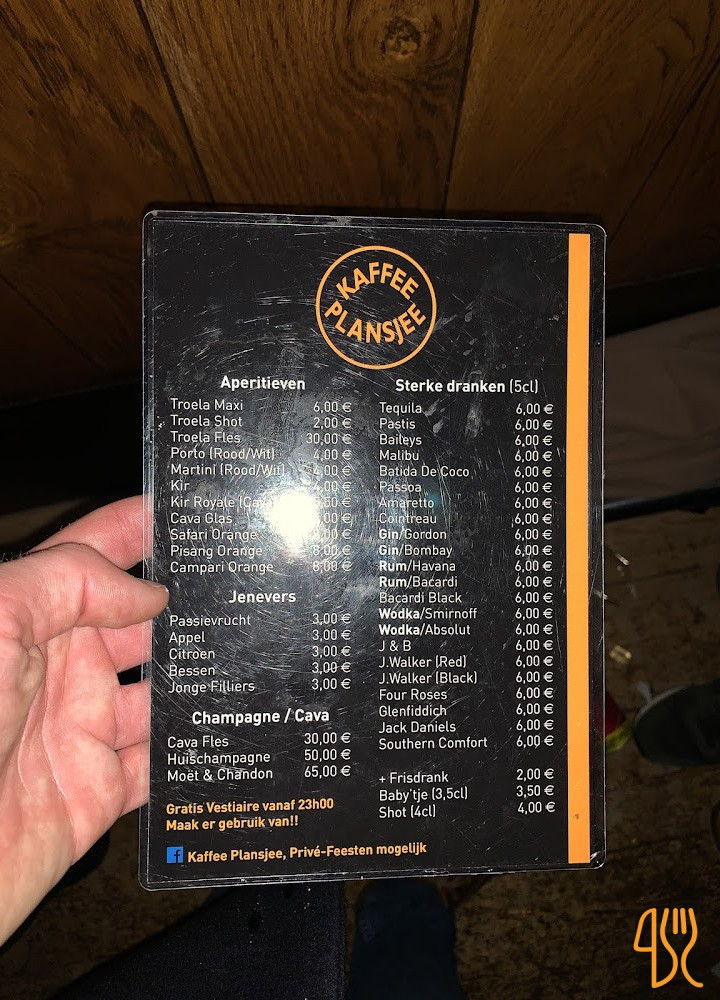 KAFFEE
PLANSJEE
Aperitieven
Troela Maxi 6,00 €
Troela Shot 2,00 €
Troela Fles 30,00 €
Porto (Rood/Wit) 4,00 €
Martini (Rood/Wit) 4,00 €
Kir 4,00 €
Kir Royale (Cava
Cava Glas
Safari Orange 8,00 €
Pisang Orange 8,00 €
Campari Orange 8,00 €
Jenevers
Passievrucht 3,00 €
Appel 3,00 €
Citroen 3,00 €
Bessen 3,00 €
Jonge Filliers 3,00 €
Champagne / Cava
Cava Fles 30,00 €
Huischampagne 50,00 €
Moët & Chandon 65,00 €
Gratis Vestiaire vanaf 23h00
Maak er gebruik van!!
Sterke dranken (5cl)
Tequila 6,00 €
Pastis 6,00 €
Baileys 6,00 €
Malibu 6,00 €
Batida De Coco 6,00 €
Passoa 6,00 €
Amaretto 6,00 €
Cointreau 6,00 €
Gin/Gordon 6,00 €
Gin/Bombay 6,00 €
Rum/Havana 6,00 €
Rum/Bacardi 6,00 €
Bacardi Black 6,00 €
Wodka/Smirnoff 6,00 €
Wodka/Absolut 6,00 €
J & B 6,00 €
J.Walker (Red) 6,00 €
J.Walker (Black) 6,00 €
Four Roses 6,00 €
Glenfiddich 6,00 €
Jack Daniels 6,00 €
Southern Comfort 6,00 €
+ Frisdrank 2,00 €
Baby'tje (3,5cl) 3,50 €
Shot (4cl) 4,00 €
f Kaffee Plansjee, Privé-Feesten mogelijk